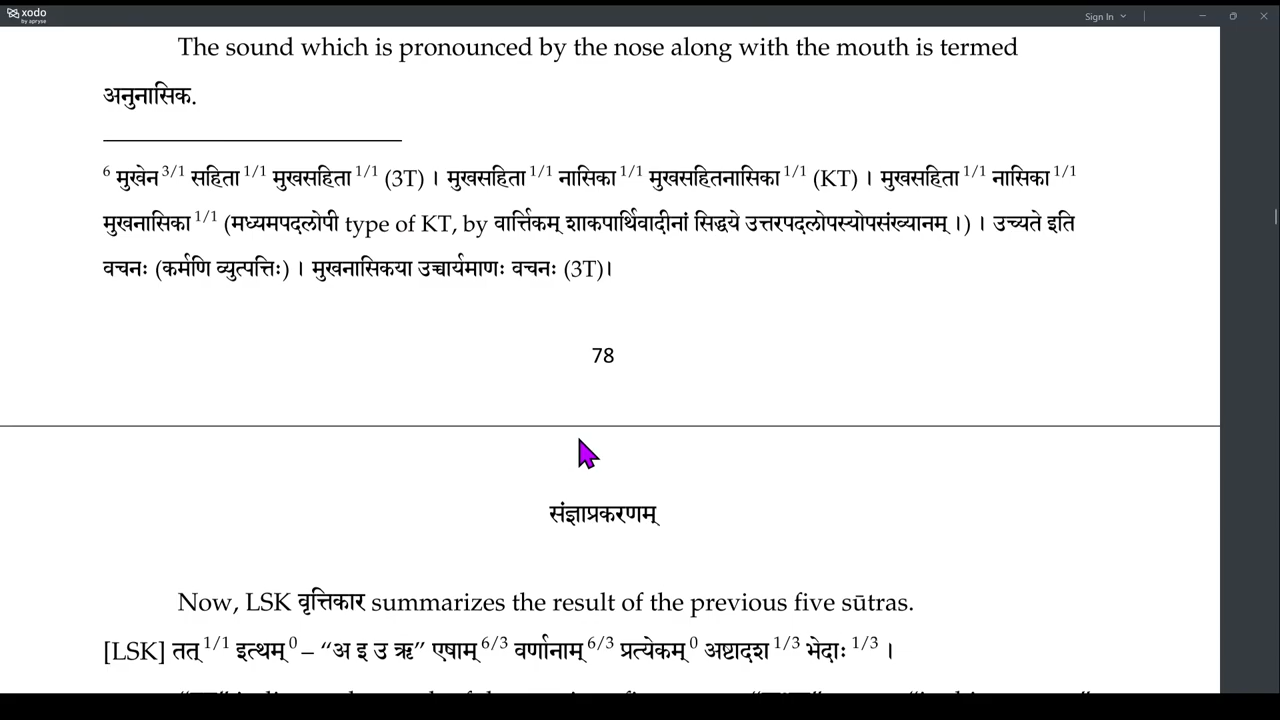 xodo
by apryse
Sign In
The sound which is pronounced by the nose along with the mouth is termed
अनुनासिक.
6 मुखेन 3/1 सहिता 1/1 मुखसहिता 1/1 (3T) । मुखसहिता 1/1 नासिका 1/1 मुखसहितनासिका 1/1 (KT) । मुखसहिता 1/1 नासिका 1/1
मुखनासिका 1/1 (मध्यमपदलोपी type of KT, by वार्त्तिकम् शाकपार्थिवादीनां सिद्धये उत्तरपदलोपस्योपसंख्यानम् ।) । उच्यते इति
वचनः (कर्मणि व्युत्पत्तिः) । मुखनासिकया उच्चार्यमाणः वचनः (3T)।
78
संज्ञाप्रकरणम्
Now, LSK वृत्तिकार summarizes the result of the previous five sūtras.
[LSK] तत् 1/1 इत्थम् 0 – “अ इ उ ऋ” एषाम् 6/3 वर्णानाम् 6/3 प्रत्येकम् 0 अष्टादश 1/3 भेदाः 1/3 ।